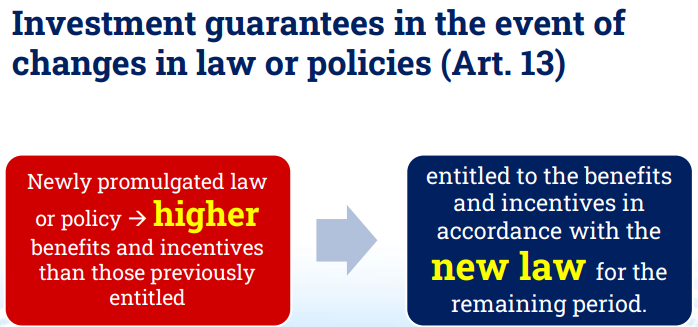 Investment guarantees in the event of
changes in law or policies (Art. 13)
Newly promulgated law
or policy → higher
benefits and incentives
than those previously
entitled
entitled to the benefits
and incentives in
accordance with the
new law for the
remaining period.